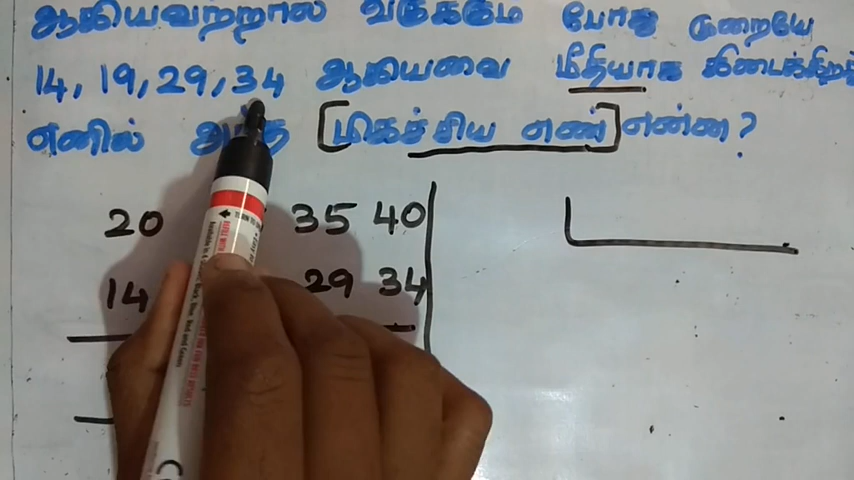 ஆகியவற்றால் வகுக்கும் போது முறையே
14, 19, 29, 34 ஆகியவை மீதியாக கிடைக்கிறது
எனில் அந்த மிகச்சிறிய எண் என்ன?
20 35 40
14 29 34